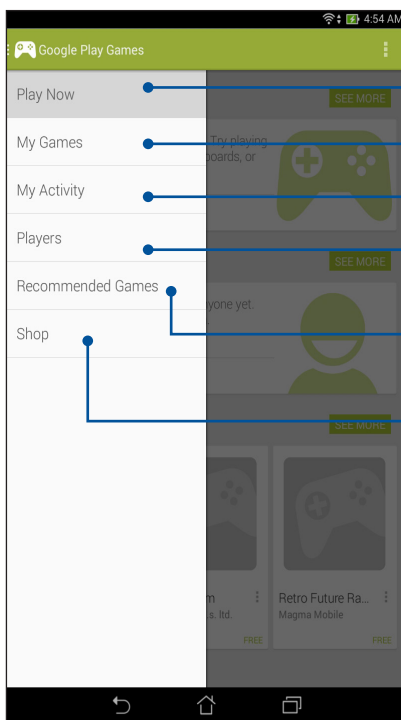 4:54 AM
Google Play Games
Play Now
SEE MORE
My Games
Try playing
boards, or
My Activity
Players
SEE MORE
Recommended Games
yone yet.
Shop
SEE MORE
m
s. ltd.
FREE
Retro Future Ra...
Magma Mobile
FREE